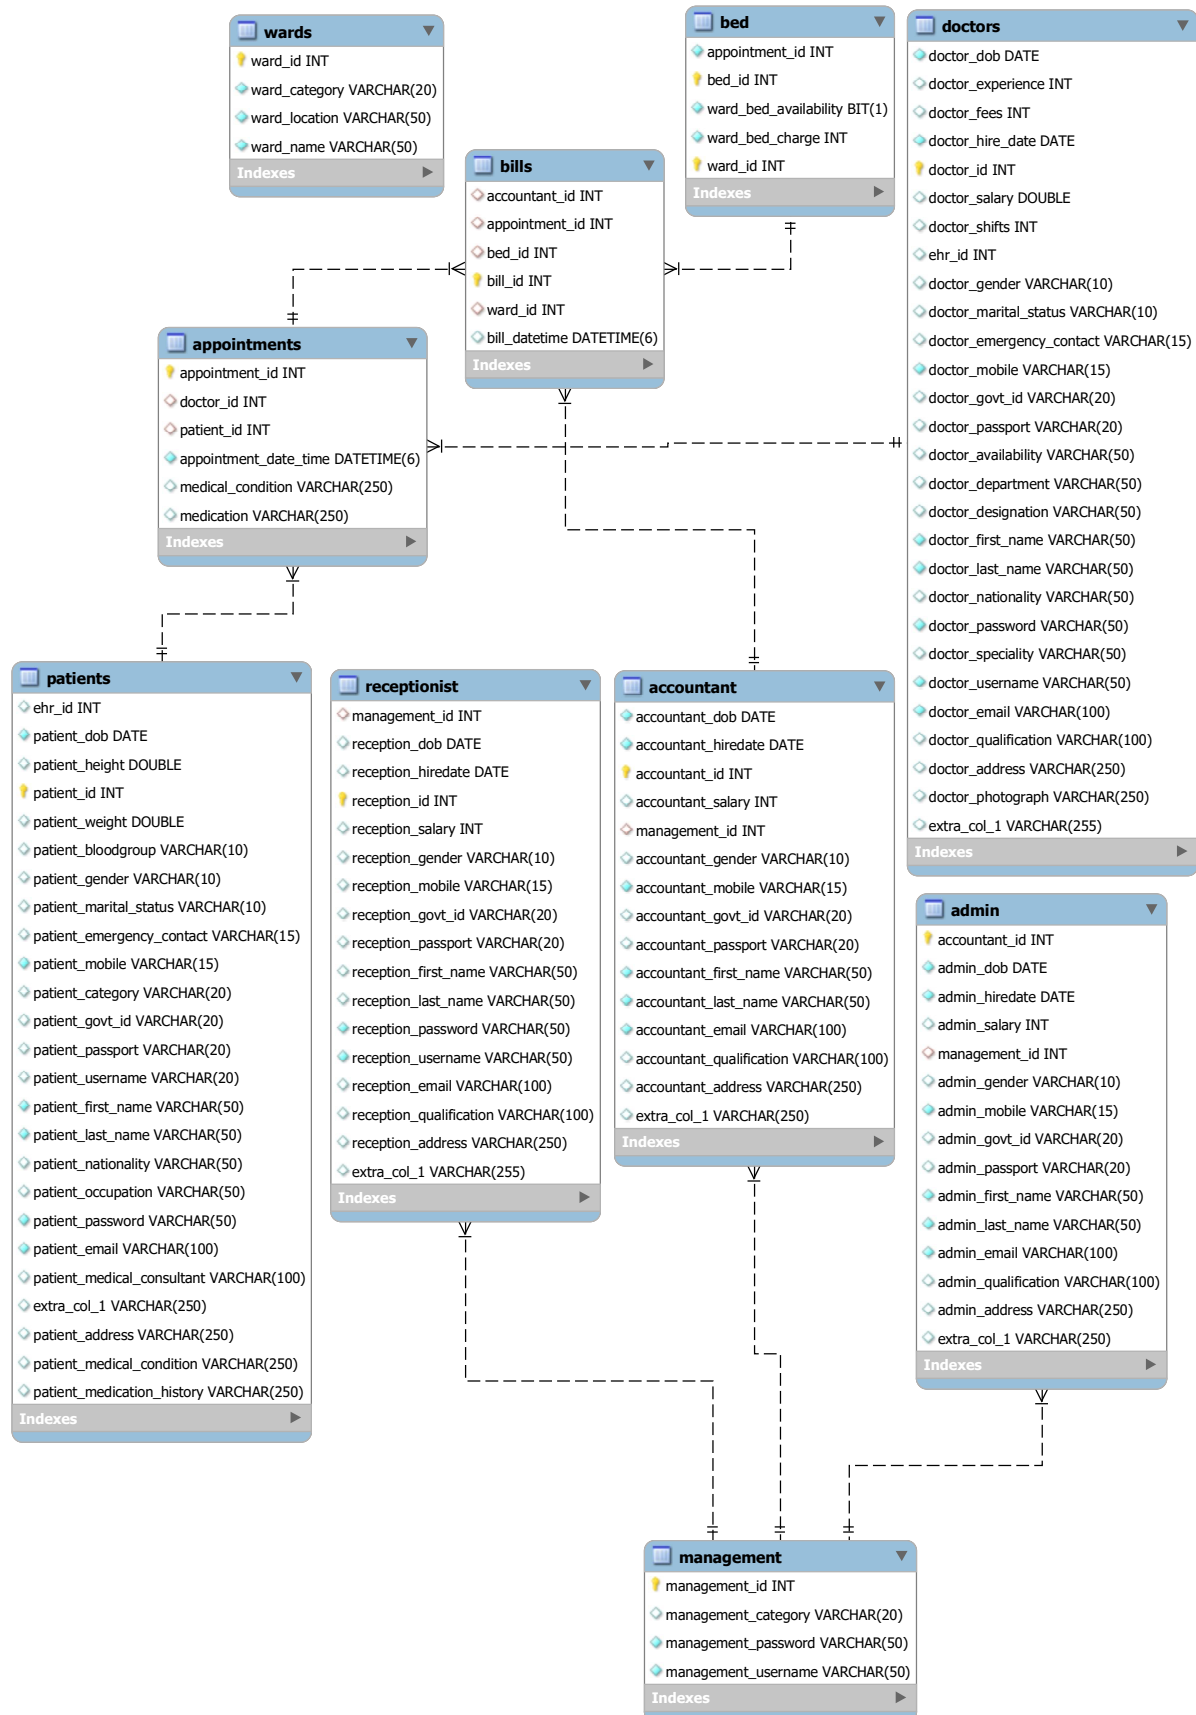 wards
ward_id INT
ward_category VARCHAR(20)
ward_location VARCHAR(50)
ward_name VARCHAR(50)
Indexes
bed
appointment_id INT
bed_id INT
ward_bed_availability BIT(1)
ward_bed_charge INT
ward_id INT
Indexes
doctors
doctor_dob DATE
doctor_experience INT
doctor_fees INT
doctor_hire_date DATE
doctor_id INT
doctor_salary DOUBLE
doctor_shifts INT
ehr_id INT
doctor_gender VARCHAR(10)
doctor_marital_status VARCHAR(10)
doctor_emergency_contact VARCHAR(15)
doctor_mobile VARCHAR(15)
doctor_govt_id VARCHAR(20)
doctor_passport VARCHAR(20)
doctor_availability VARCHAR(50)
doctor_department VARCHAR(50)
doctor_designation VARCHAR(50)
doctor_first_name VARCHAR(50)
doctor_last_name VARCHAR(50)
doctor_nationality VARCHAR(50)
doctor_password VARCHAR(50)
doctor_speciality VARCHAR(50)
doctor_username VARCHAR(50)
doctor_email VARCHAR(100)
doctor_qualification VARCHAR(100)
doctor_address VARCHAR(250)
doctor_photograph VARCHAR(250)
extra_col_1 VARCHAR(255)
Indexes
bills
accountant_id INT
appointment_id INT
bed_id INT
bill_id INT
ward_id INT
bill_datetime DATETIME(6)
Indexes
appointments
appointment_id INT
doctor_id INT
patient_id INT
appointment_date_time DATETIME(6)
medical_condition VARCHAR(250)
medication VARCHAR(250)
Indexes
patients
ehr_id INT
patient_dob DATE
patient_height DOUBLE
patient_id INT
patient_weight DOUBLE
patient_bloodgroup VARCHAR(10)
patient_gender VARCHAR(10)
patient_marital_status VARCHAR(10)
patient_emergency_contact VARCHAR(15)
patient_mobile VARCHAR(15)
patient_category VARCHAR(20)
patient_govt_id VARCHAR(20)
patient_passport VARCHAR(20)
patient_username VARCHAR(20)
patient_first_name VARCHAR(50)
patient_last_name VARCHAR(50)
patient_nationality VARCHAR(50)
patient_occupation VARCHAR(50)
patient_password VARCHAR(50)
patient_email VARCHAR(100)
patient_medical_consultant VARCHAR(100)
extra_col_1 VARCHAR(250)
patient_address VARCHAR(250)
patient_medical_condition VARCHAR(250)
patient_medication_history VARCHAR(250)
Indexes
receptionist
management_id INT
reception_dob DATE
reception_hiredate DATE
reception_id INT
reception_salary INT
reception_gender VARCHAR(10)
reception_mobile VARCHAR(15)
reception_govt_id VARCHAR(20)
reception_passport VARCHAR(20)
reception_first_name VARCHAR(50)
reception_last_name VARCHAR(50)
reception_password VARCHAR(50)
reception_username VARCHAR(50)
reception_email VARCHAR(100)
reception_qualification VARCHAR(100)
reception_address VARCHAR(250)
extra_col_1 VARCHAR(255)
Indexes
accountant
accountant_dob DATE
accountant_hiredate DATE
accountant_id INT
accountant_salary INT
management_id INT
accountant_gender VARCHAR(10)
accountant_mobile VARCHAR(15)
accountant_govt_id VARCHAR(20)
accountant_passport VARCHAR(20)
accountant_first_name VARCHAR(50)
accountant_last_name VARCHAR(50)
accountant_email VARCHAR(100)
accountant_qualification VARCHAR(100)
accountant_address VARCHAR(250)
extra_col_1 VARCHAR(250)
Indexes
admin
accountant_id INT
admin_dob DATE
admin_hiredate DATE
admin_salary INT
management_id INT
admin_gender VARCHAR(10)
admin_mobile VARCHAR(15)
admin_govt_id VARCHAR(20)
admin_passport VARCHAR(20)
admin_first_name VARCHAR(50)
admin_last_name VARCHAR(50)
admin_email VARCHAR(100)
admin_qualification VARCHAR(100)
admin_address VARCHAR(250)
extra_col_1 VARCHAR(250)
Indexes
management
management_id INT
management_category VARCHAR(20)
management_password VARCHAR(50)
management_username VARCHAR(50)
Indexes